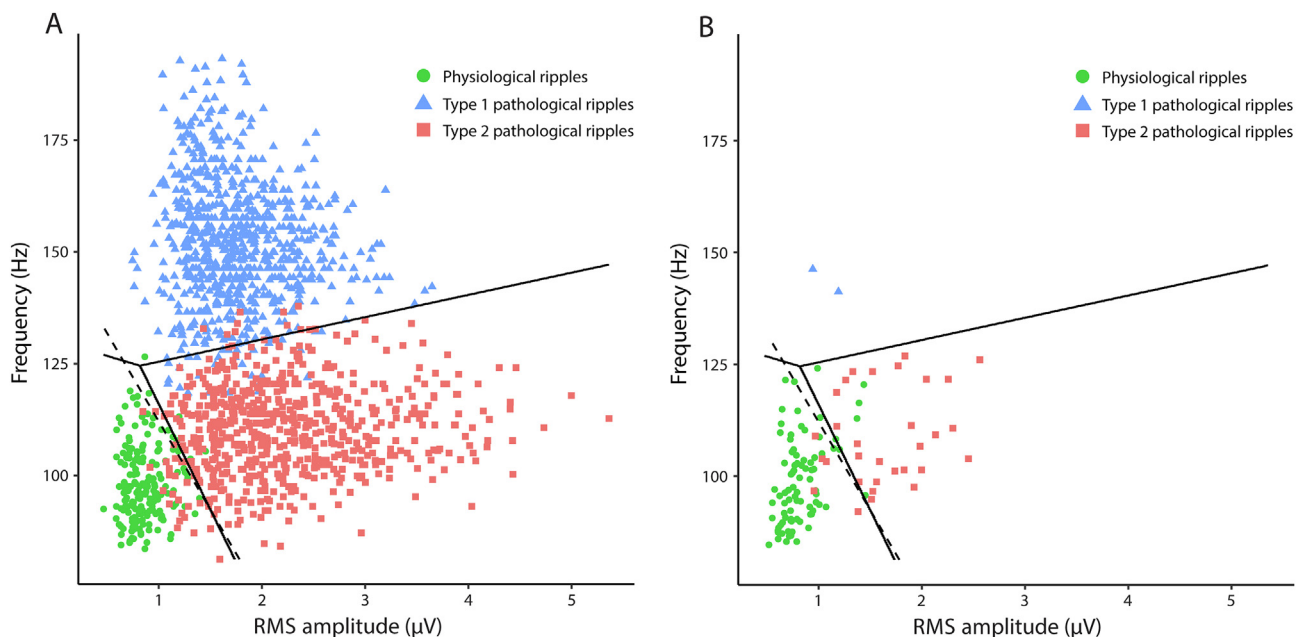 A
Physiological ripples
Type 1 pathological ripples
Type 2 pathological ripples
175
150
125
100
Frequency (Hz)
1 2 3 4 5
RMS amplitude (µV)
B
Physiological ripples
Type 1 pathological ripples
Type 2 pathological ripples
175
150
125
100
Frequency (Hz)
1 2 3 4 5
RMS amplitude (µV)